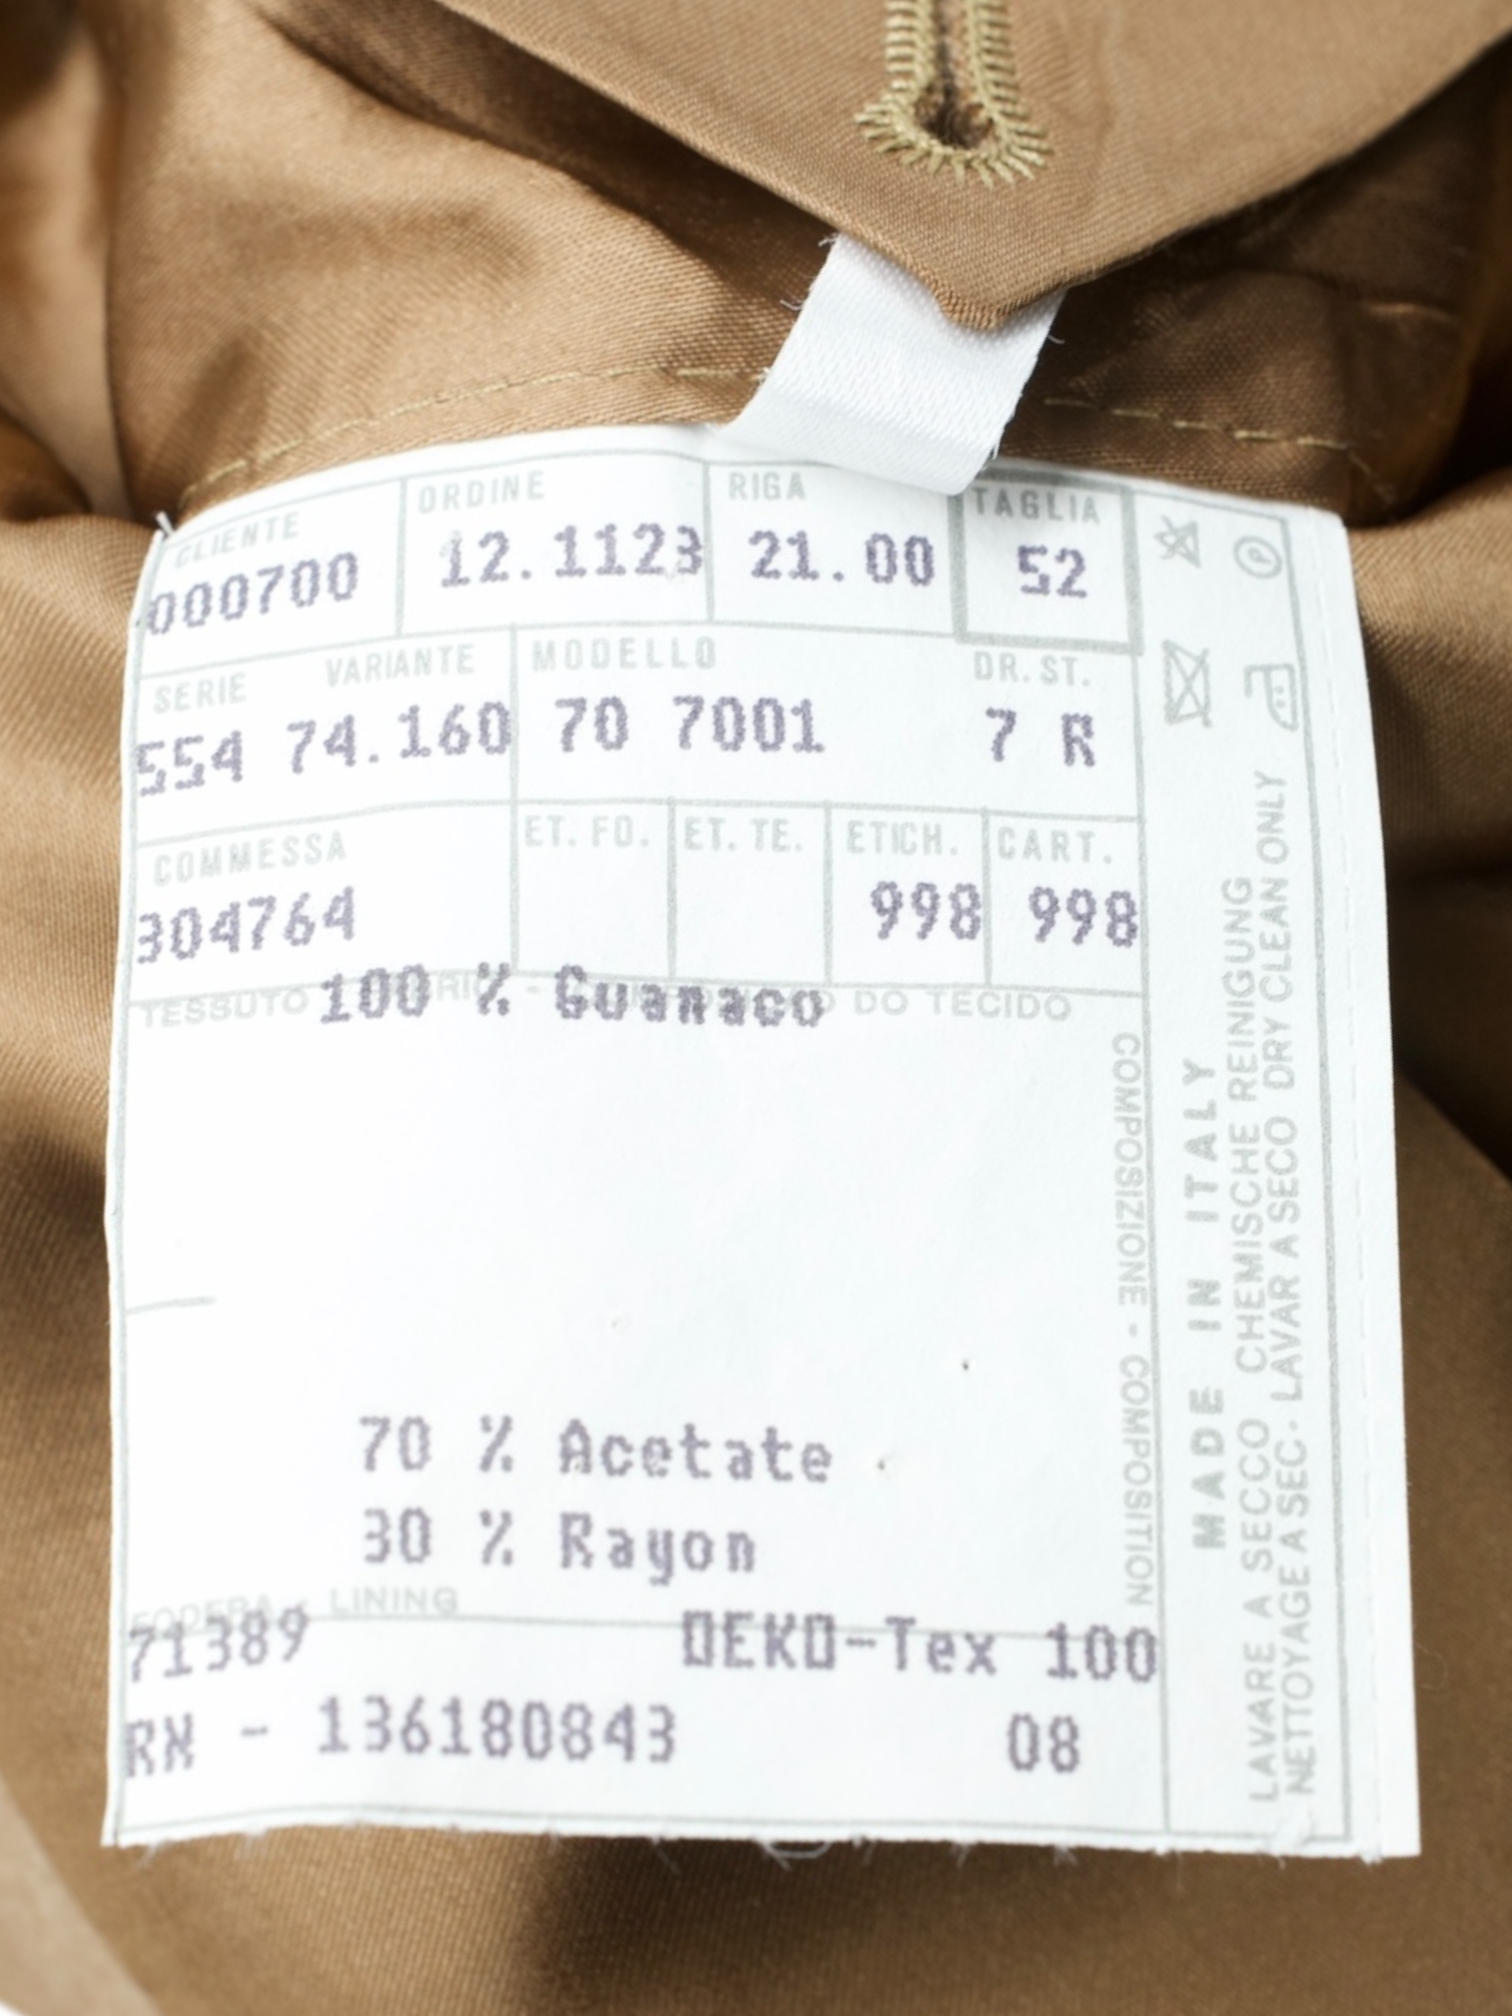 CLIENTE ORDINE RIGA TAGLIA
000700 12.1123 21.00 52
SERIE VARIANTE MODELLO DR. ST.
554 74.160 70 7001 7 R
COMMESSA ET. FO. ET. TE. ETICH. CART.
304764 998 998
TESSUTO DO TECIDO
100 % Guanaco
COMPOSIZIONE - COMPOSITION
70 % Acetate
30 % Rayon
FODERA - LINING
71389 OEKO-Tex 100
RN - 136180843 08
MADE IN ITALY
LAVARE A SECCO CHEMISCHE REINIGUNG
NETTOYAGE A SEC. LAVAR A SECO DRY CLEAN ONLY